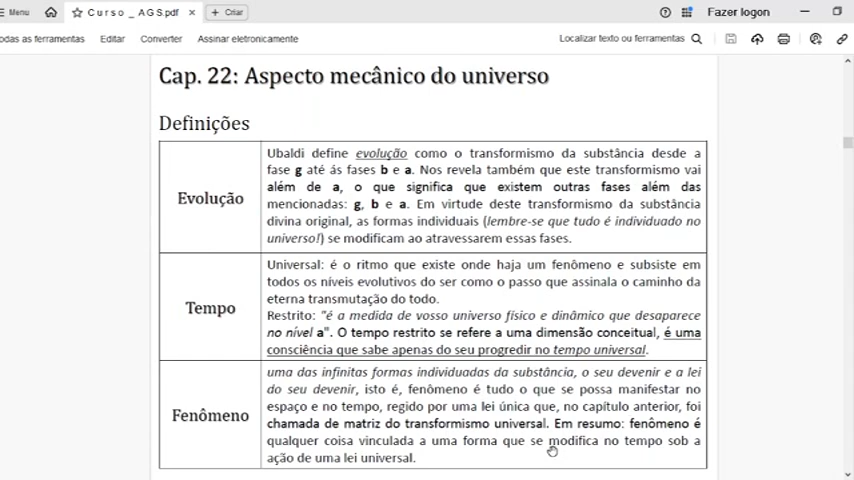 Menu
C u r s o _ A G S.pdf
Criar
Fazer logon
odas as ferramentas
Editar
Converter
Assinar eletronicamente
Localizar texto ou ferramentas
Cap. 22: Aspecto mecânico do universo
Definições
Evolução
Ubaldi define evolução como o transformismo da substância desde a
fase g até ás fases b e a. Nos revela também que este transformismo vai
além de a, o que significa que existem outras fases além das
mencionadas: g, b e a. Em virtude deste transformismo da substância
divina original, as formas individuais (lembre-se que tudo é individuado no
universo!) se modificam ao atravessarem essas fases.
Tempo
Universal: é o ritmo que existe onde haja um fenômeno e subsiste em
todos os níveis evolutivos do ser como o passo que assinala o caminho da
eterna transmutação do todo.
Restrito: "é a medida de vosso universo físico e dinâmico que desaparece
no nível a". O tempo restrito se refere a uma dimensão conceitual, é uma
consciência que sabe apenas do seu progredir no tempo universal.
Fenômeno
uma das infinitas formas individuadas da substância, o seu devenir e a lei
do seu devenir, isto é, fenômeno é tudo o que se possa manifestar no
espaço e no tempo, regido por uma lei única que, no capítulo anterior, foi
chamada de matriz do transformismo universal. Em resumo: fenômeno é
qualquer coisa vinculada a uma forma que se modifica no tempo sob a
ação de uma lei universal.